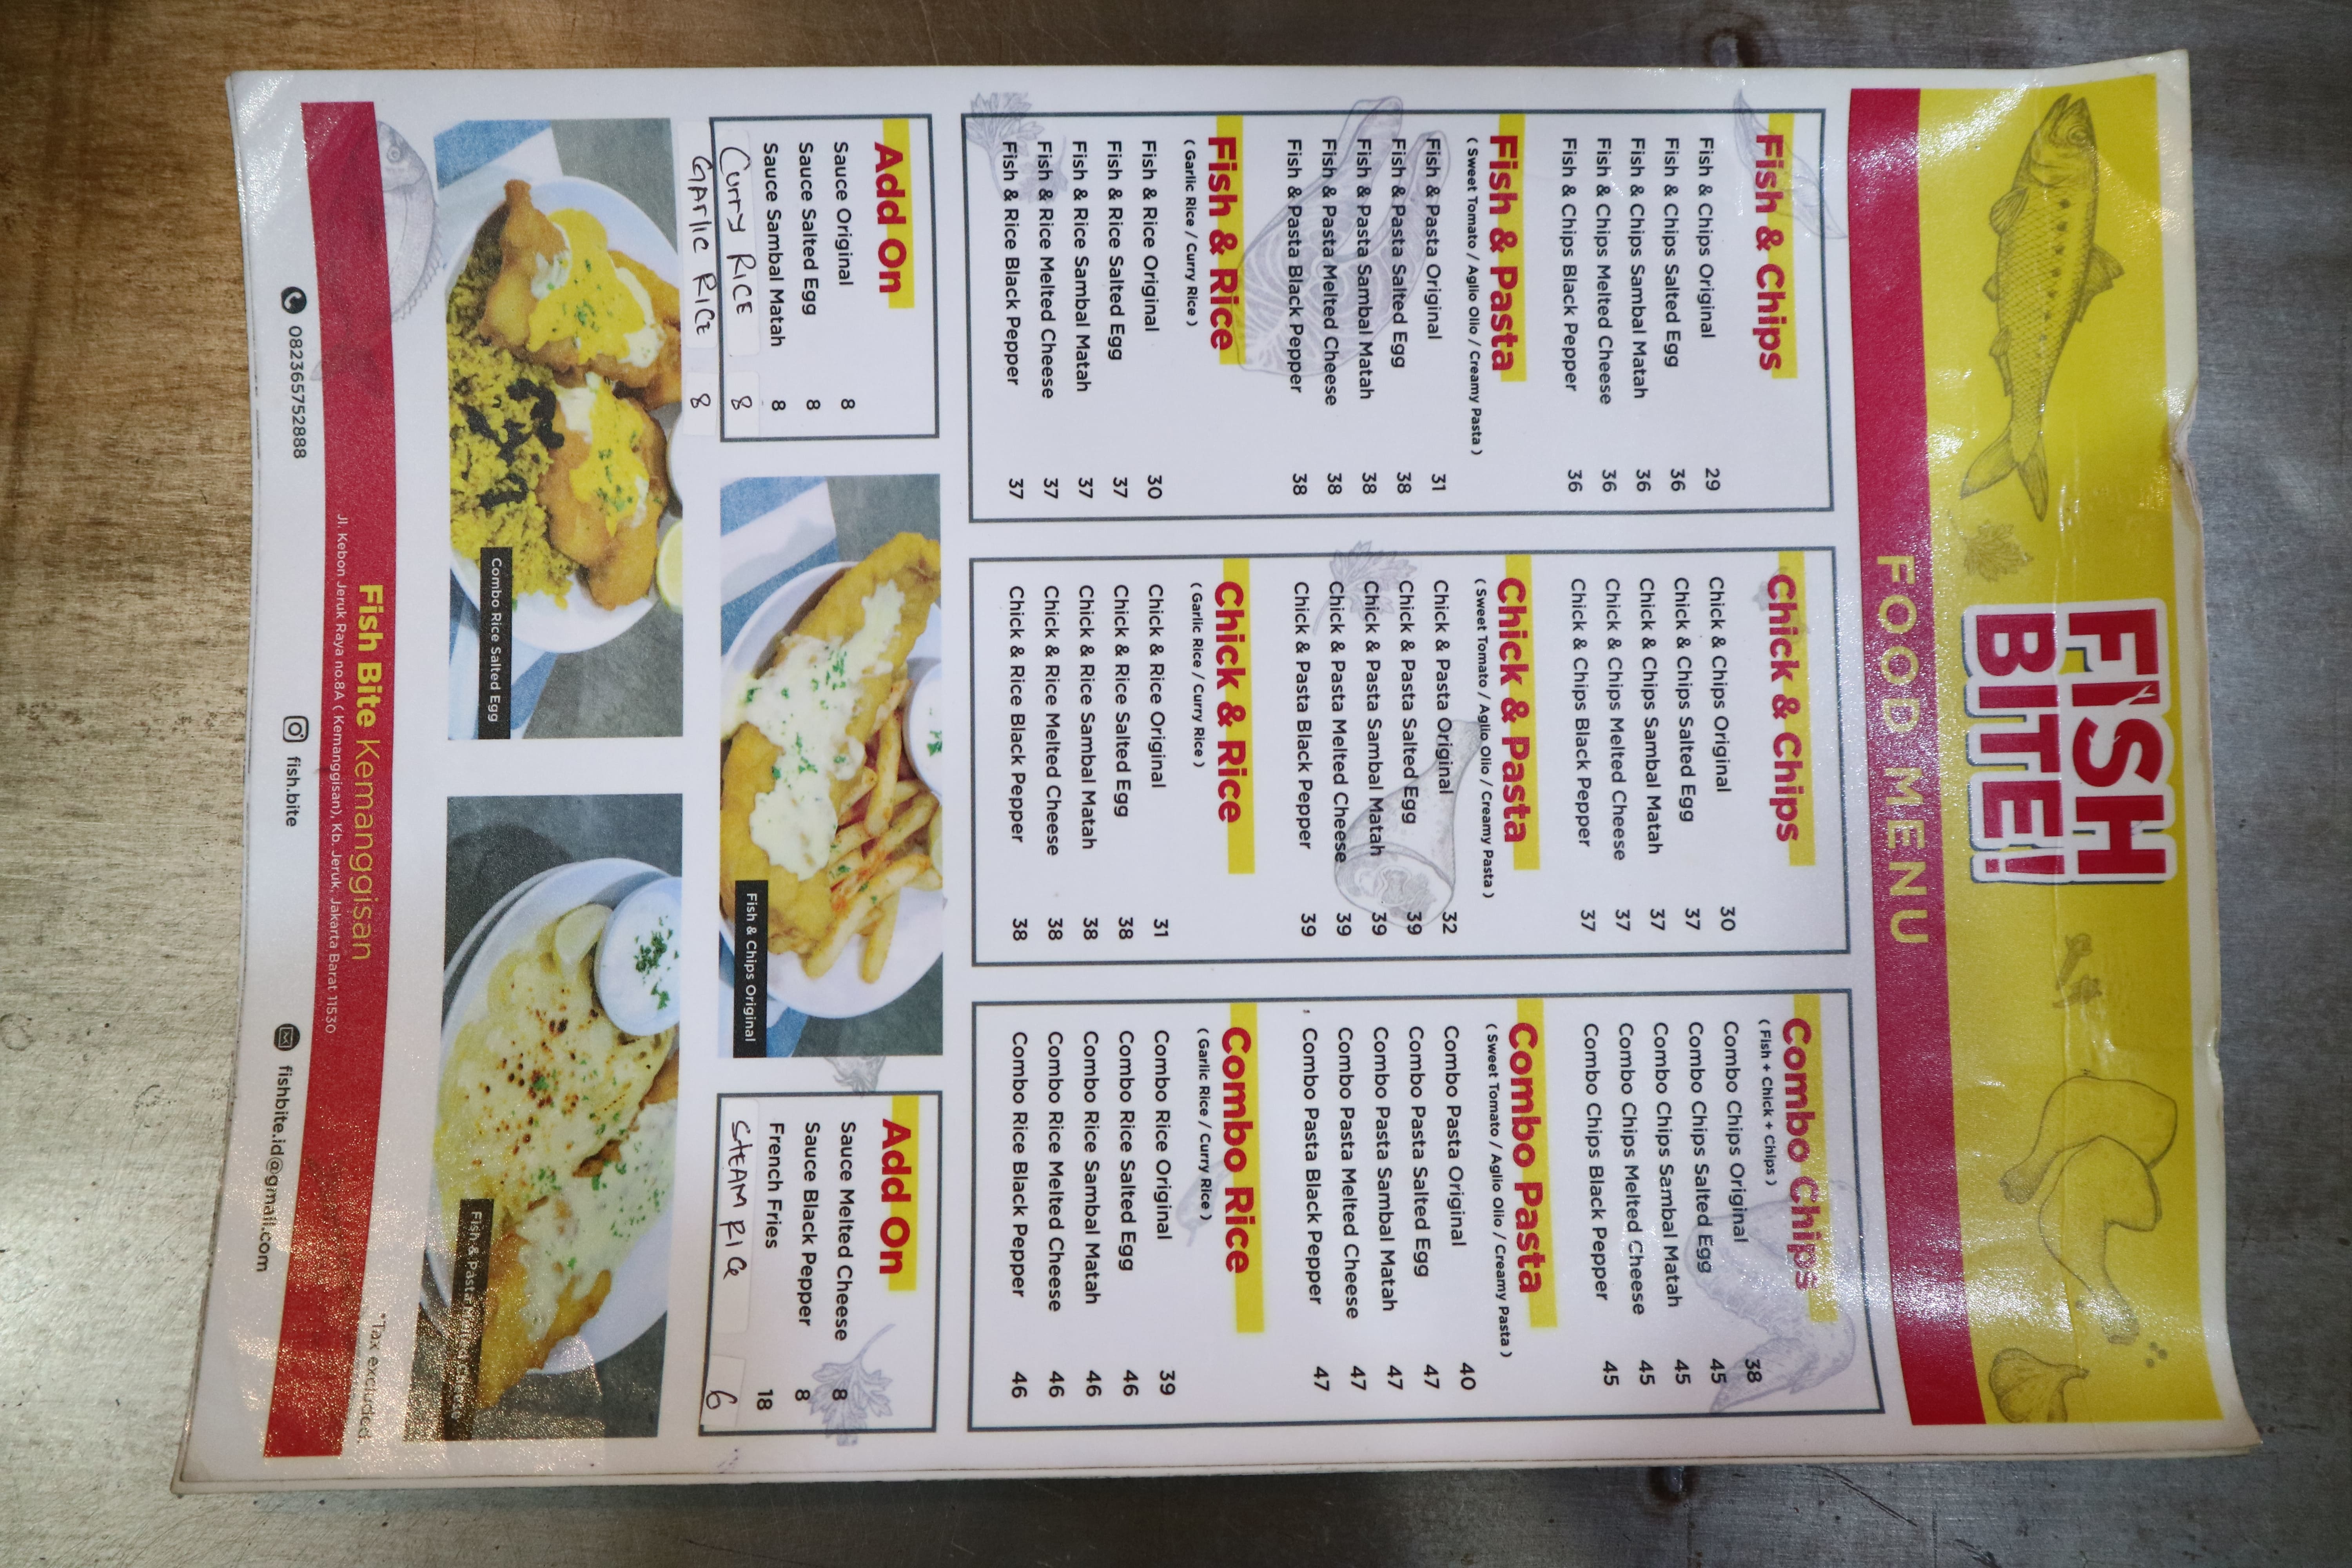 FISH
BITE!
FOOD MENU
Fish & Chips
Fish & Chips Original 29
Fish & Chips Salted Egg 36
Fish & Chips Sambal Matah 36
Fish & Chips Melted Cheese 36
Fish & Chips Black Pepper 36
Fish & Pasta
( Sweet Tomato / Aglio Olio / Creamy Pasta )
Fish & Pasta Original 31
Fish & Pasta Salted Egg 38
Fish & Pasta Sambal Matah 38
Fish & Pasta Melted Cheese 38
Fish & Pasta Black Pepper 38
Fish & Rice
( Garlic Rice / Curry Rice )
Fish & Rice Original 30
Fish & Rice Salted Egg 37
Fish & Rice Sambal Matah 37
Fish & Rice Melted Cheese 37
Fish & Rice Black Pepper 37
Chick & Chips
Chick & Chips Original 30
Chick & Chips Salted Egg 37
Chick & Chips Sambal Matah 37
Chick & Chips Melted Cheese 37
Chick & Chips Black Pepper 37
Chick & Pasta
( Sweet Tomato / Aglio Olio / Creamy Pasta )
Chick & Pasta Original 32
Chick & Pasta Salted Egg 39
Chick & Pasta Sambal Matah 39
Chick & Pasta Melted Cheese 39
Chick & Pasta Black Pepper 39
Chick & Rice
( Garlic Rice / Curry Rice )
Chick & Rice Original 31
Chick & Rice Salted Egg 38
Chick & Rice Sambal Matah 38
Chick & Rice Melted Cheese 38
Chick & Rice Black Pepper 38
Combo Chips
( Fish + Chick + Chips )
Combo Chips Original 38
Combo Chips Salted Egg 45
Combo Chips Sambal Matah 45
Combo Chips Melted Cheese 45
Combo Chips Black Pepper 45
Combo Pasta
( Sweet Tomato / Aglio Olio / Creamy Pasta )
Combo Pasta Original 40
Combo Pasta Salted Egg 47
Combo Pasta Sambal Matah 47
Combo Pasta Melted Cheese 47
Combo Pasta Black Pepper 47
Combo Rice
( Garlic Rice / Curry Rice )
Combo Rice Original 39
Combo Rice Salted Egg 46
Combo Rice Sambal Matah 46
Combo Rice Melted Cheese 46
Combo Rice Black Pepper 46
Add On
Sauce Original 8
Sauce Salted Egg 8
Sauce Sambal Matah 8
Curry RICE 8
GARlic RICE 8
Fish & Chips Original
Add On
Sauce Melted Cheese 8
Sauce Black Pepper 8
French Fries 18
STEAM RICE 6
Combo Rice Salted Egg
Fish & Pasta Melted Cheese
*Tax excluded.
Fish Bite Kemanggisan
Jl. Kebon Jeruk Raya no.8A ( Kemanggisan), Kb. Jeruk, Jakarta Barat 11530
082365752888
fish.bite
fishbite.id@gmail.com